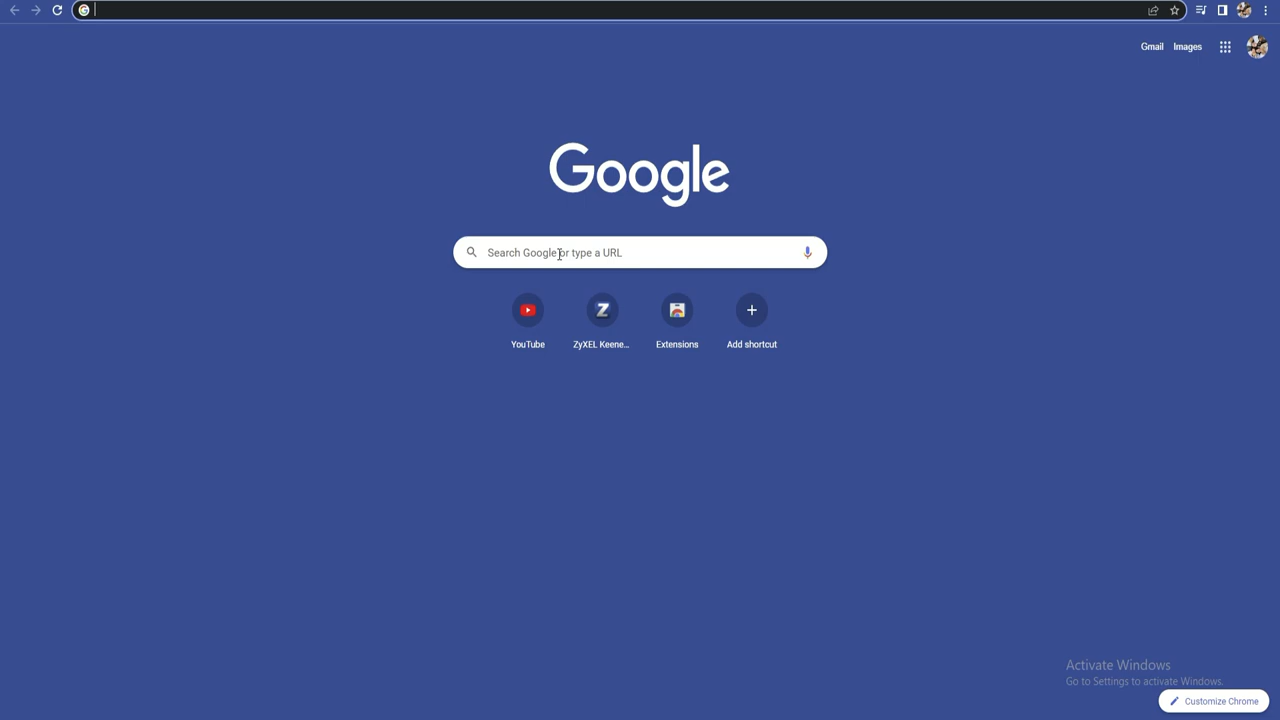 Gmail Images
Google
Search Google or type a URL
YouTube
ZyXEL Keene...
Extensions
Add shortcut
Activate Windows
Go to Settings to activate Windows.
Customize Chrome